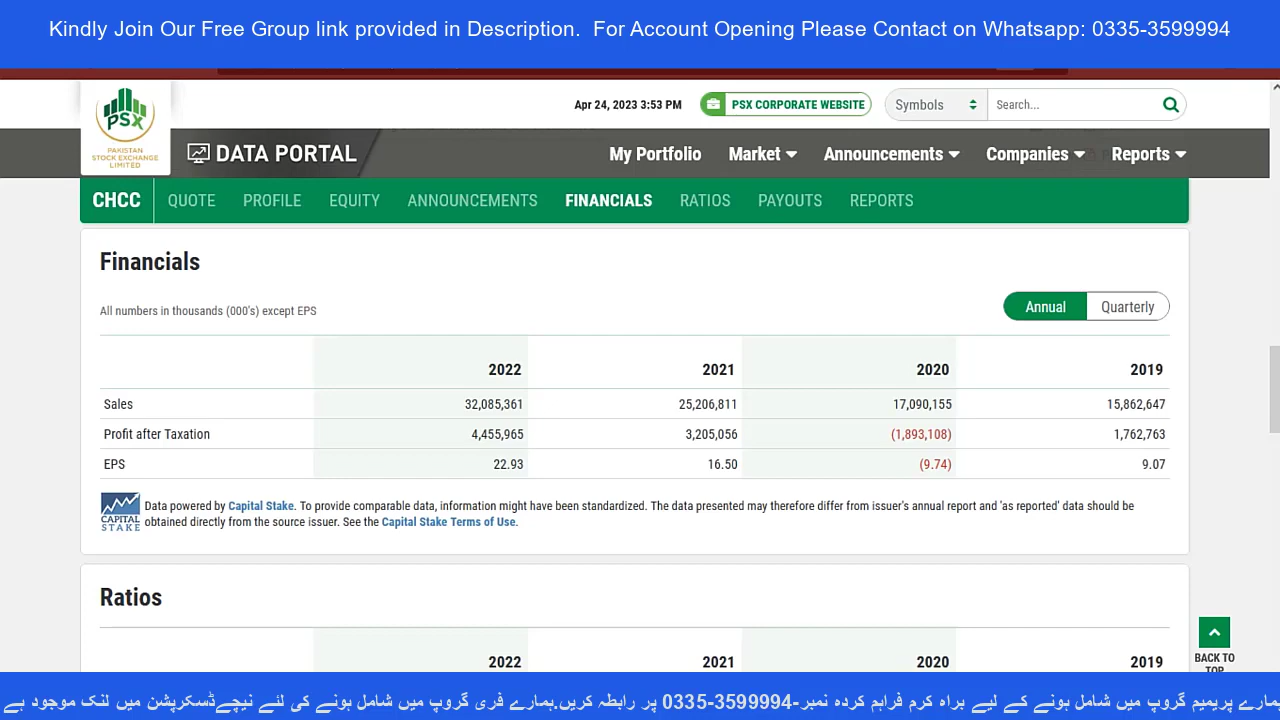 Kindly Join Our Free Group link provided in Description. For Account Opening Please Contact on Whatsapp: 0335-3599994
Apr 24, 2023 3:53 PM PSX CORPORATE WEBSITE Symbols Search...
PSX
PAKISTAN
STOCK EXCHANGE
LIMITED
DATA PORTAL My Portfolio Market Announcements Companies Reports
CHCC QUOTE PROFILE EQUITY ANNOUNCEMENTS FINANCIALS RATIOS PAYOUTS REPORTS
Financials
All numbers in thousands (000's) except EPS Annual Quarterly
2022 2021 2020 2019
Sales 32,085,361 25,206,811 17,090,155 15,862,647
Profit after Taxation 4,455,965 3,205,056 (1,893,108) 1,762,763
EPS 22.93 16.50 (9.74) 9.07
CAPITAL
STAKE
Data powered by Capital Stake. To provide comparable data, information might have been standardized. The data presented may therefore differ from issuer's annual report and 'as reported' data should be
obtained directly from the source issuer. See the Capital Stake Terms of Use.
Ratios
2022 2021 2020 2019
BACK TO
TOP
ہمارے پریمیم گروپ میں شامل ہونے کے لیے براہ کرم فراہم کردہ نمبر-0335-3599994 پر رابطہ کریں.ہمارے فری گروپ میں شامل ہونے کی لئے نیچےڈسکرپشن میں لنک موجود ہے